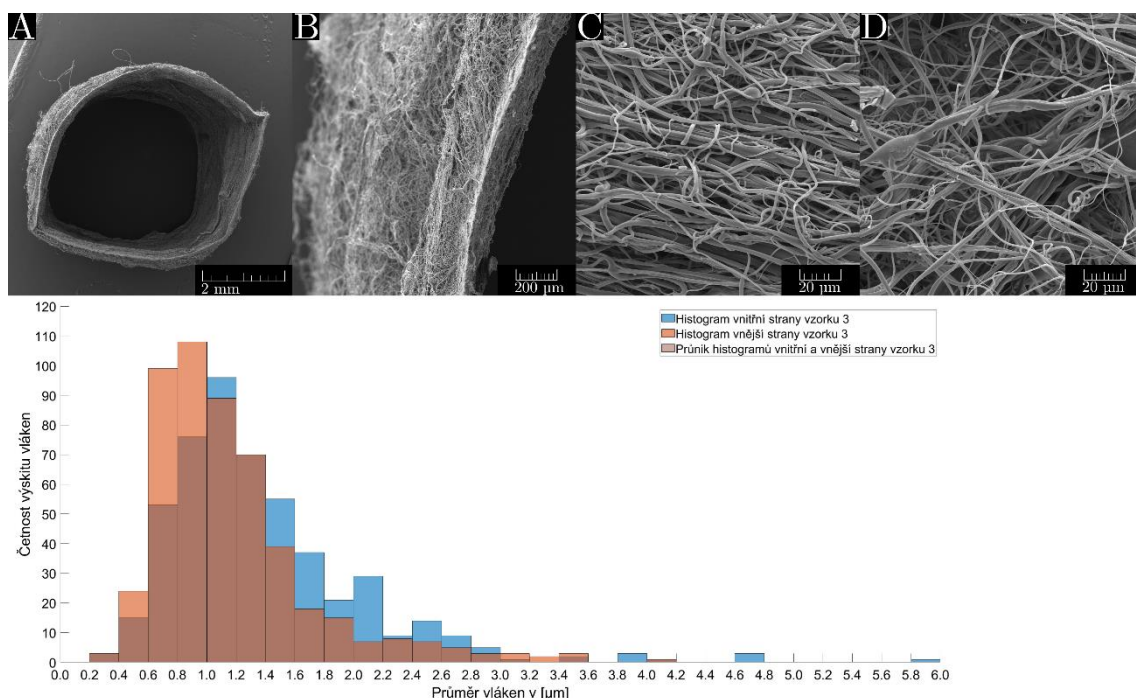 A
B
C
D
2 mm
200 µm
20 µm
20 µm
120
110
100
90
80
70
60
50
40
30
20
10
0
Četnost výskytu vláken
Histogram vnitřní strany vzorku 3
Histogram vnější strany vzorku 3
Průnik histogramů vnitřní a vnější strany vzorku 3
0.0 0.2 0.4 0.6 0.8 1.0 1.2 1.4 1.6 1.8 2.0 2.2 2.4 2.6 2.8 3.0 3.2 3.4 3.6 3.8 4.0 4.2 4.4 4.6 4.8 5.0 5.2 5.4 5.6 5.8 6.0
Průměr vláken v [µm]